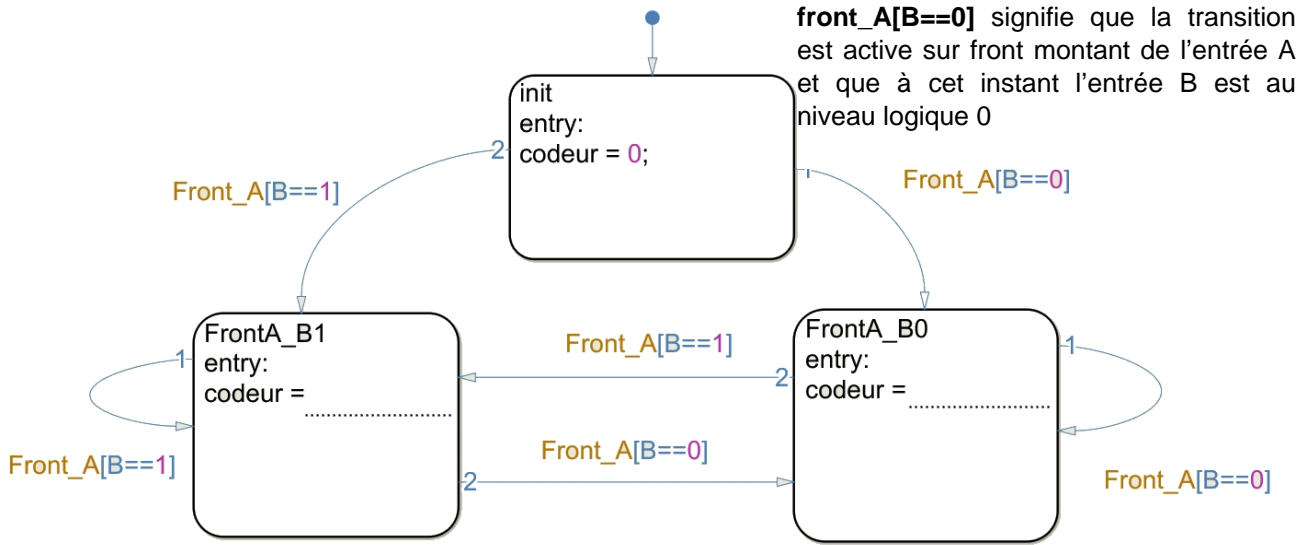 front_A[B==0] signifie que la transition
est active sur front montant de l'entrée A
et que à cet instant l'entrée B est au
niveau logique 0
init
entry:
codeur = 0;
2
1
Front_A[B==1]
Front_A[B==0]
FrontA_B1
entry:
codeur = ........................
1
Front_A[B==1]
2
Front_A[B==1]
2
Front_A[B==0]
2
FrontA_B0
entry:
codeur = ........................
1
Front_A[B==0]